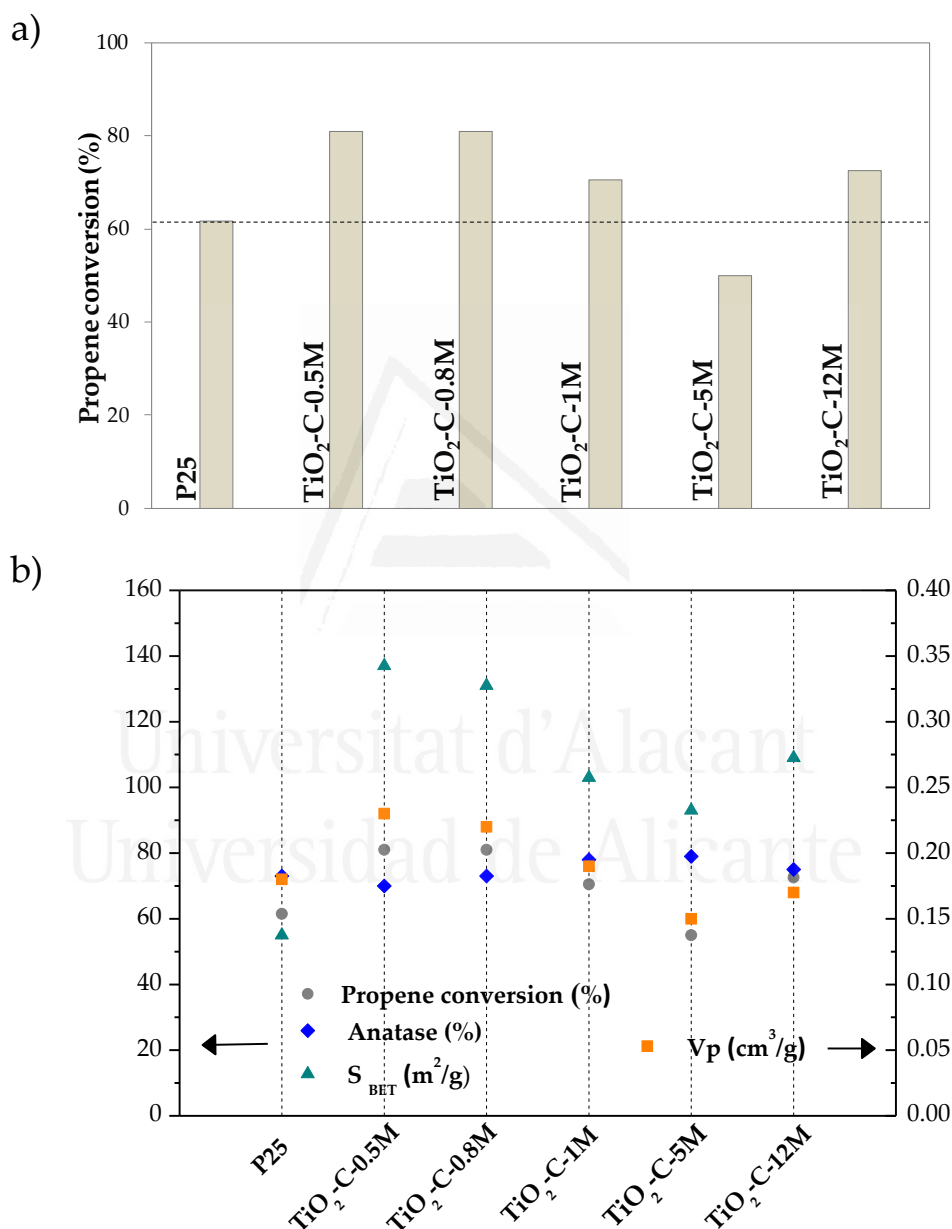 a)
100
80
60
40
20
0
Propene conversion (%)
P25
TiO₂-C-0.5M
TiO₂-C-0.8M
TiO₂-C-1M
TiO₂-C-5M
TiO₂-C-12M
b)
160
140
120
100
80
60
40
20
0
0.40
0.35
0.30
0.25
0.20
0.15
0.10
0.05
0.00
Universitat d'Alacant
Universidad de Alicante
Propene conversion (%)
Anatase (%)
S BET (m²/g)
Vp (cm³/g)
P25
TiO₂-C-0.5M
TiO₂-C-0.8M
TiO₂-C-1M
TiO₂-C-5M
TiO₂-C-12M